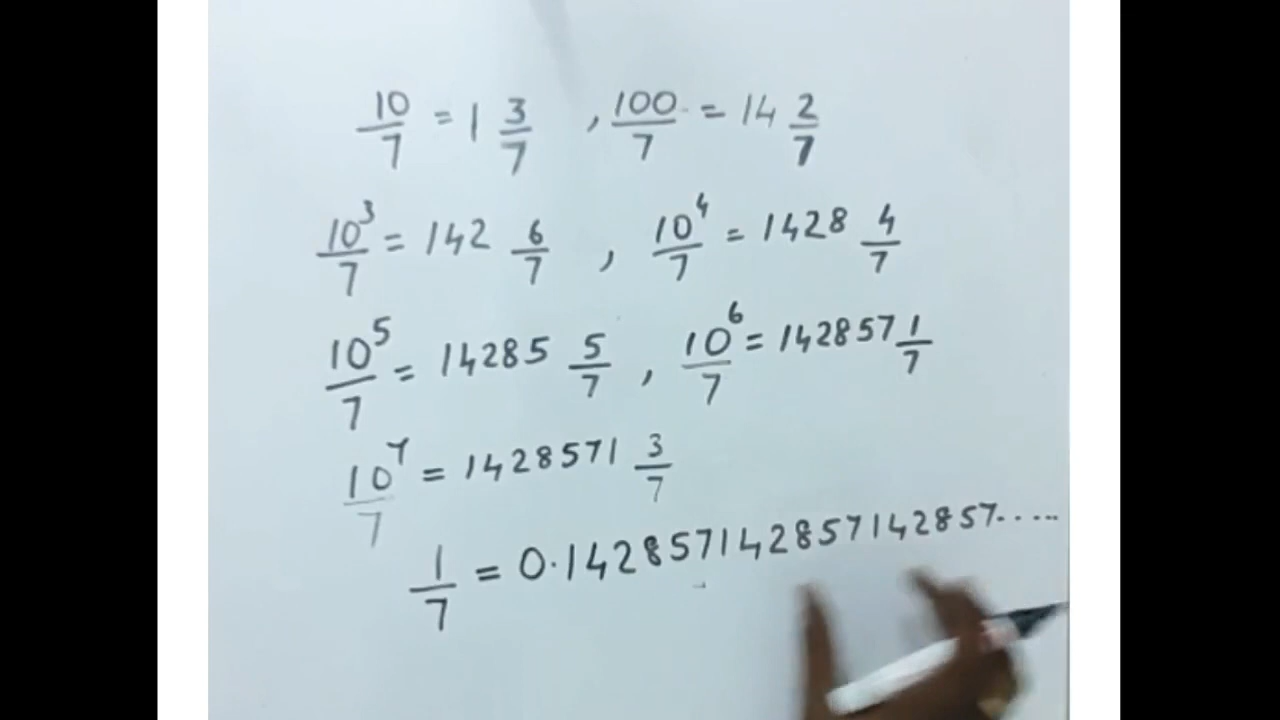 10/7 = 1 3/7 , 100/7 = 14 2/7
10^3/7 = 142 6/7 , 10^4/7 = 1428 4/7
10^5/7 = 14285 5/7 , 10^6/7 = 142857 1/7
10^7/7 = 1428571 3/7
1/7 = 0.142857142857142857.....